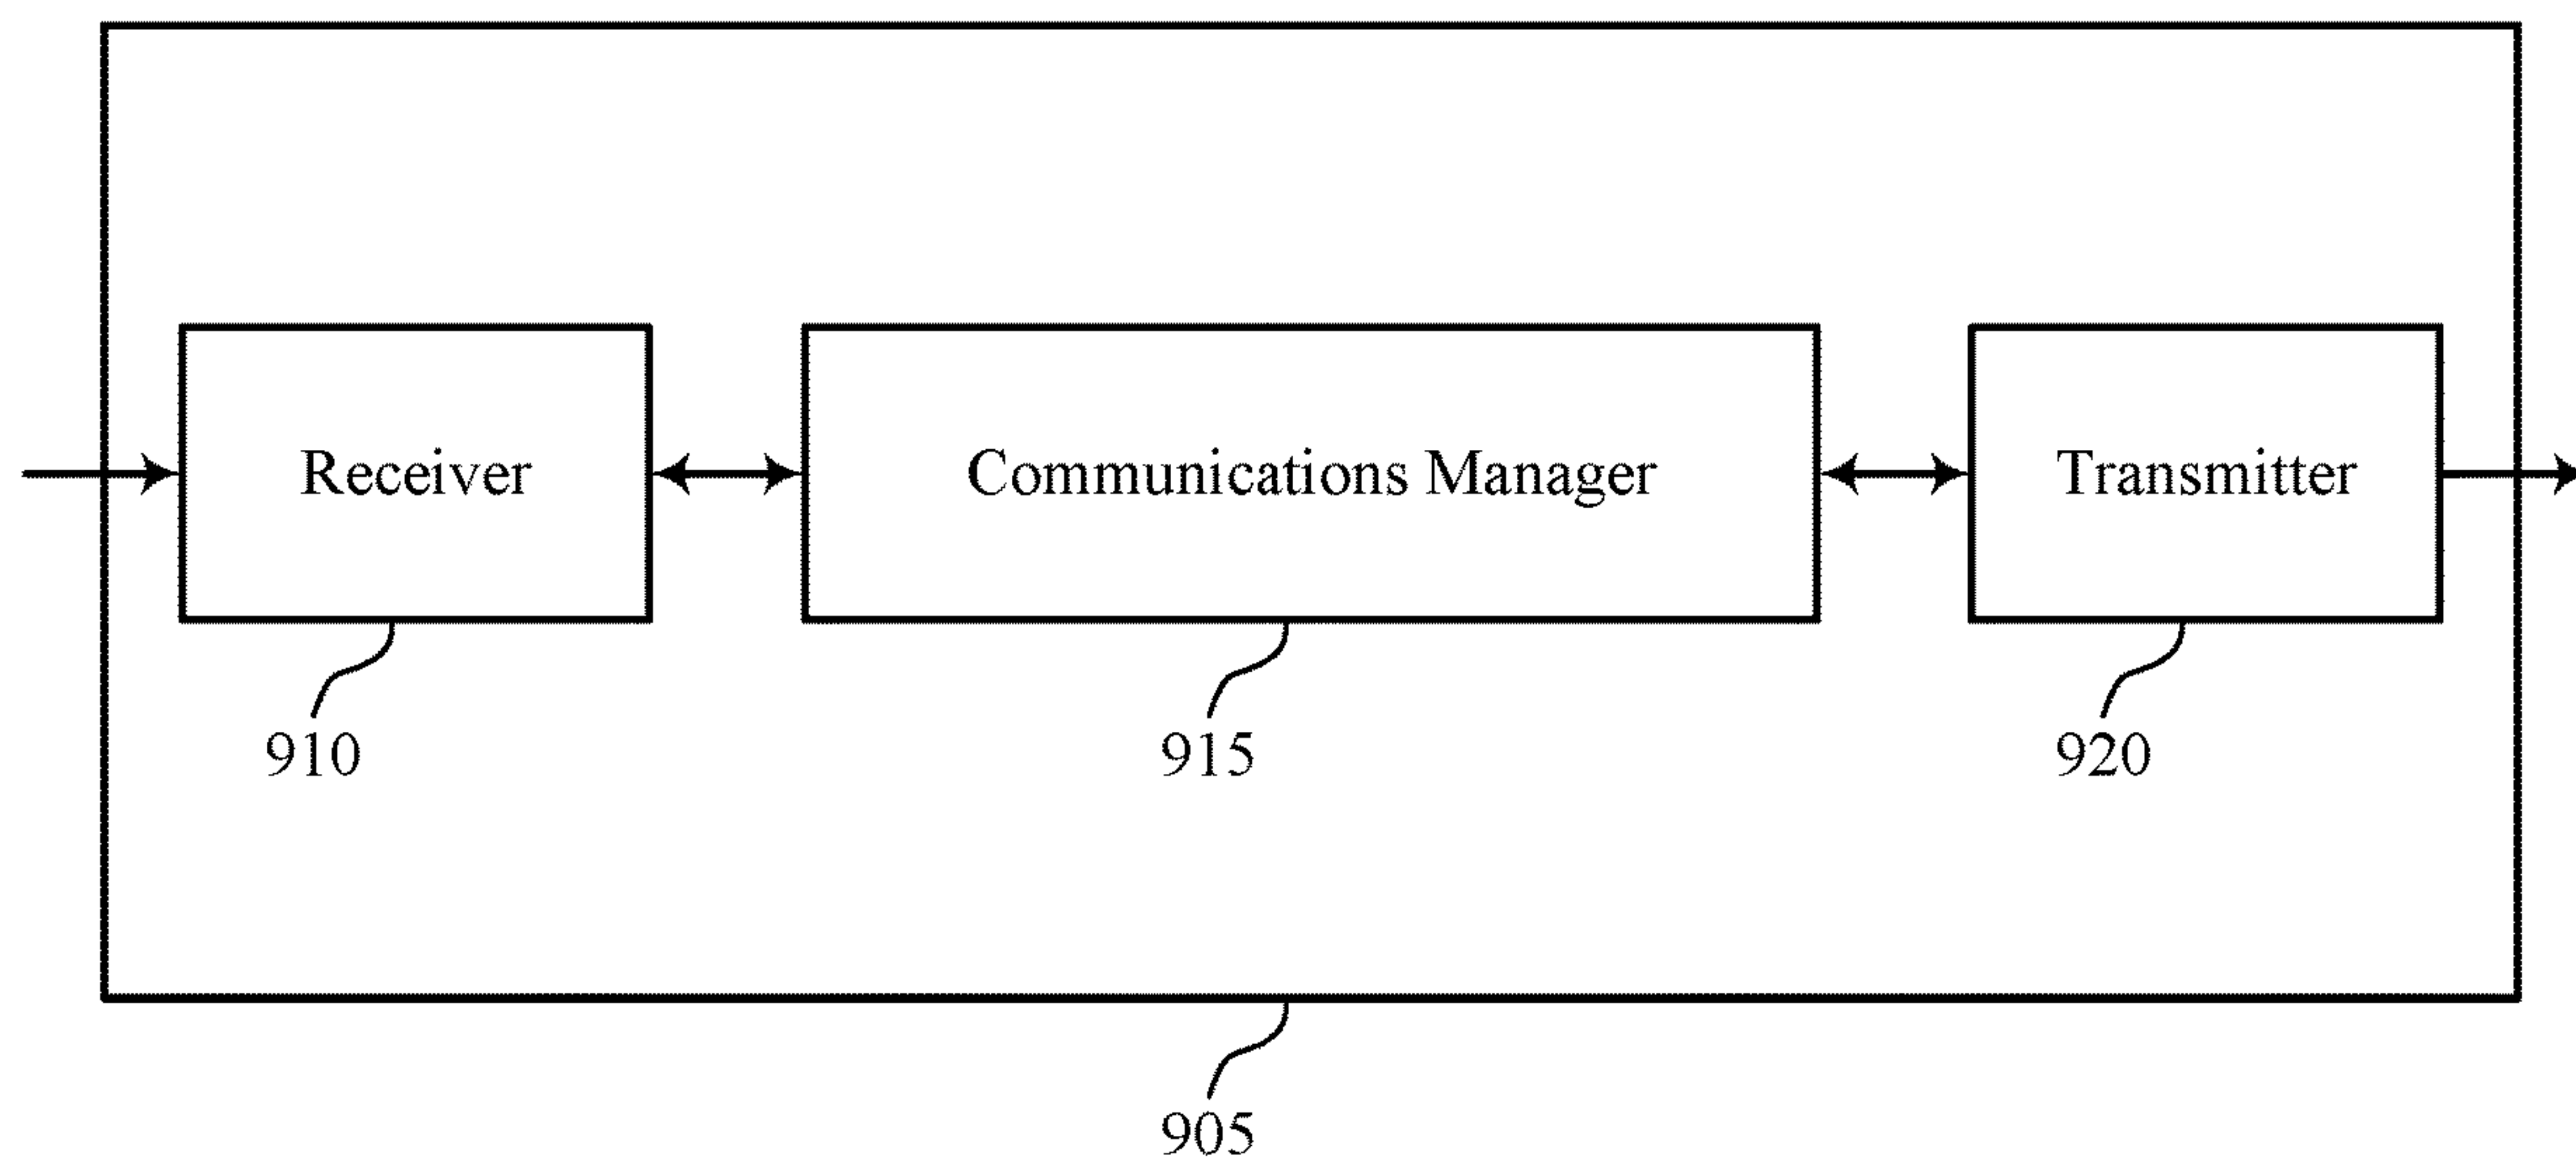 Receiver
Communications Manager
Transmitter
910
915
920
905